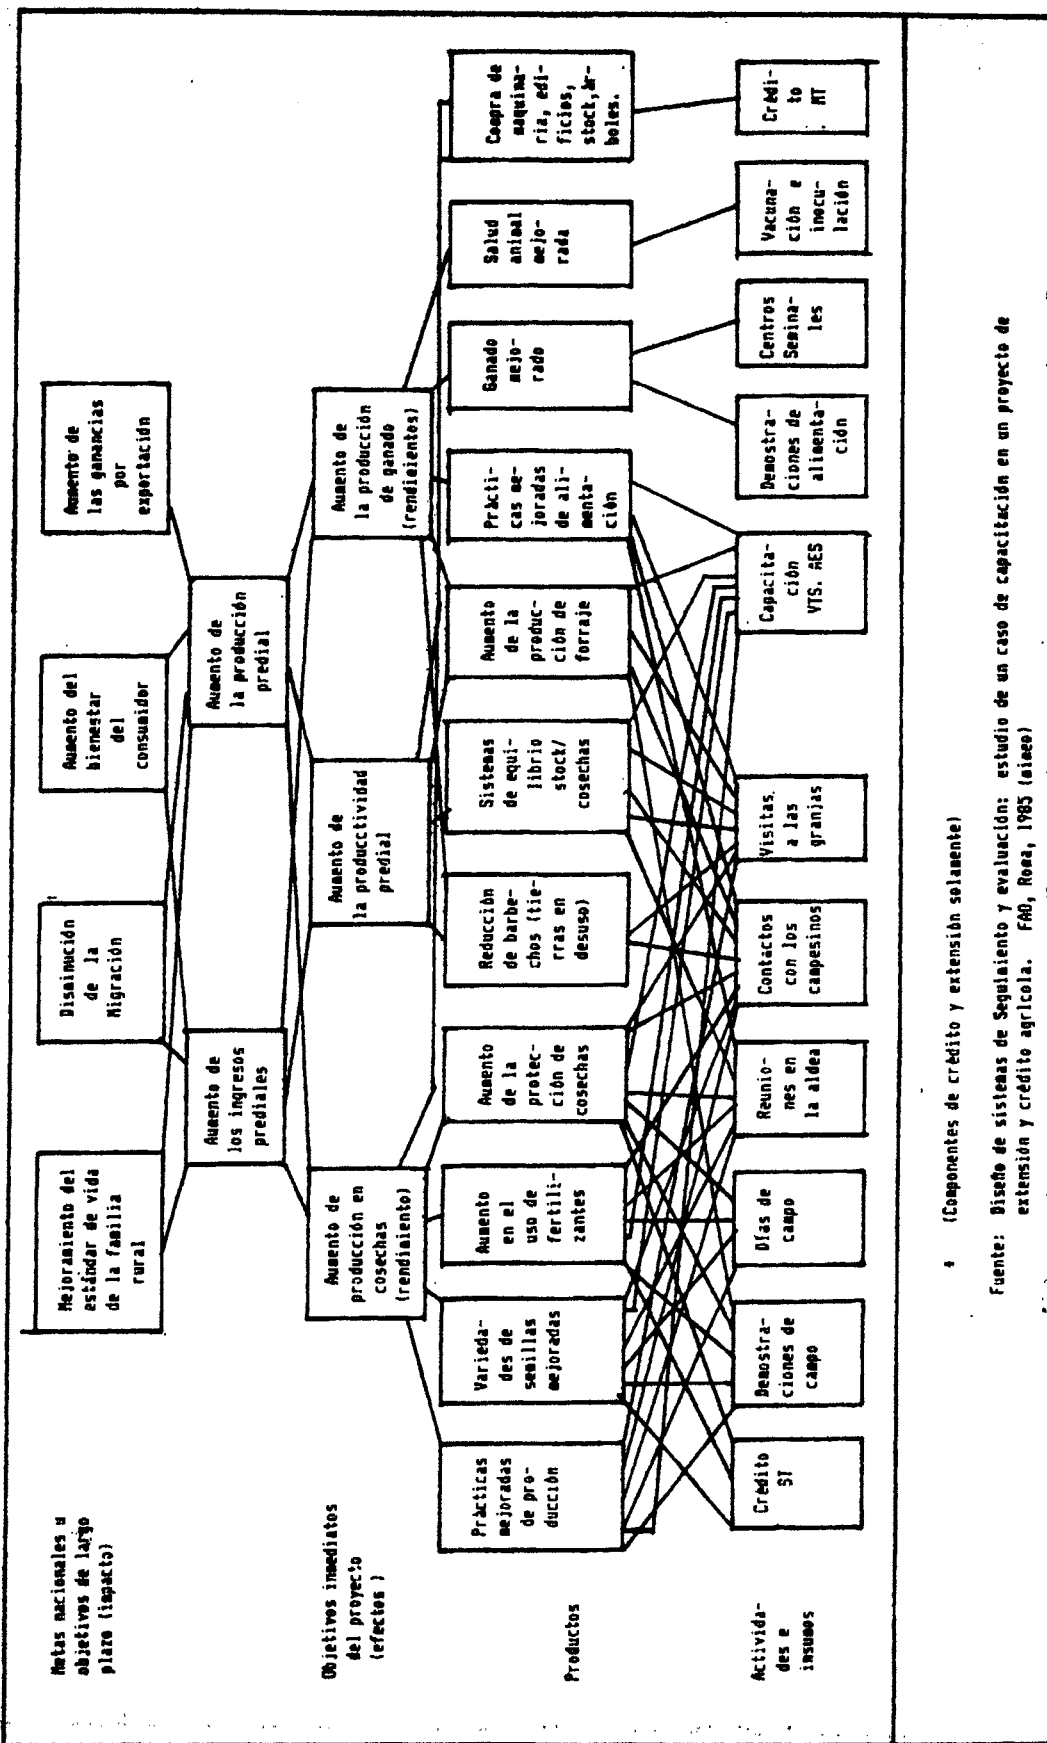 Metas nacionales u
objetivos de largo
plazo (impacto)
Mejoramiento del
estándar de vida
de la familia
rural
Disminución
de la
Migración
Aumento del
bienestar
del
consumidor
Aumento de
las ganancias
por
exportación
Aumento de
los ingresos
prediales
Aumento de
la producción
predial
Objetivos inmediatos
del proyecto
(efectos )
Aumento de
producción en
cosechas
(rendimiento)
Aumento de
la producctividad
predial
Aumento de
la producción
de ganado
(rendimientos)
Productos
Prácticas
mejoradas
de pro-
ducción
Varieda-
des de
semillas
mejoradas
Aumento
en el
uso de
fertili-
zantes
Aumento
de la
protec-
ción de
cosechas
Reducción
de barbe-
chos (tie-
rras en
desuso)
Sistemas
de equi-
librio
stock/
cosechas
Aumento
de la
produc-
ción de
forraje
Prácti-
cas me-
joradas
de ali-
menta-
ción
Ganado
mejo-
rado
Salud
animal
mejo-
rada
Compra de
maquina-
ria, edi-
ficios,
stock,ár-
boles.
Activida-
des e
insumos
Crédito
ST
Demostra-
ciones de
campo
Días de
campo
Reunio-
nes en
la aldea
Contáctos
con los
campesinos
Visitas
a las
granjas
Capacita-
ción
VTS. AES
Demostra-
ciones de
alimenta-
ción
Centros
Semina-
les
Vacuna-
ción e
inocu-
lación
Crédi-
to
MT
(Componentes de crédito y extensión solamente)
Fuente: Diseño de sistemas de Seguimiento y evaluación: estudio de un caso de capacitación en un proyecto de
extensión y crédito agrícola. FAO, Roma, 1985 (mimeo)